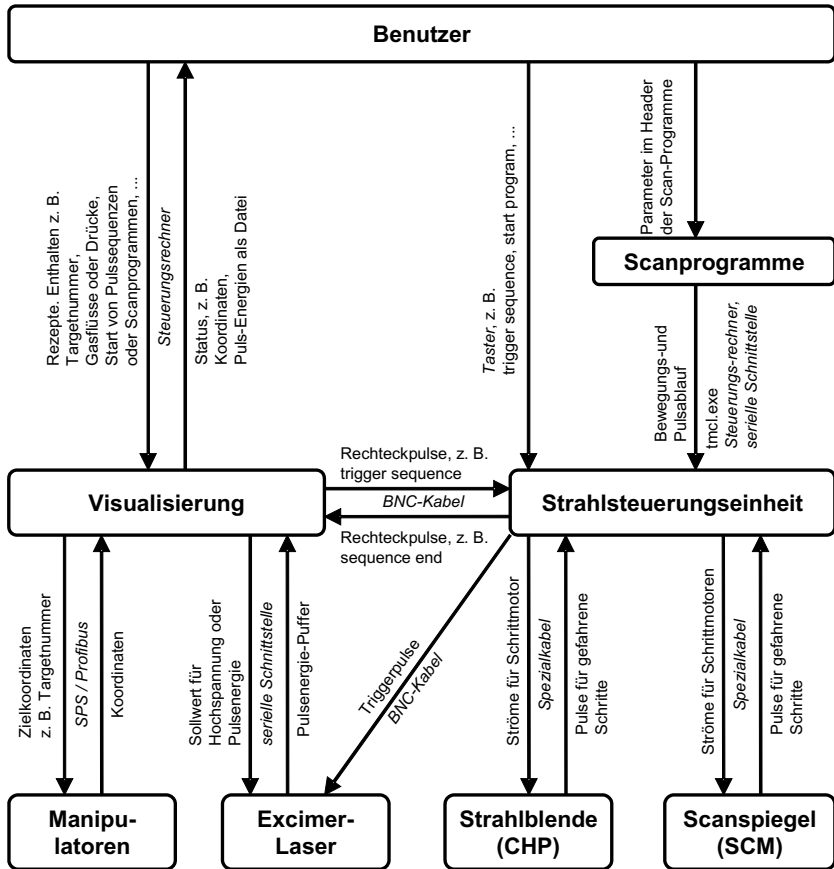 Benutzer
Rezepte. Enthalten z. B.
Targetnummer,
Gasflüsse oder Drücke,
Start von Pulssequenzen
oder Scanprogrammen, ...
Steuerungsrechner
Status, z. B.
Koordinaten,
Puls-Energien als Datei
Taster, z. B.
trigger sequence, start program, ...
Parameter im Header
der Scan-Programme
Scanprogramme
Bewegungs-und
Pulsablauf
tmcl.exe
Steuerungs-rechner,
serielle Schnittstelle
Visualisierung
Rechteckpulse, z. B.
trigger sequence
BNC-Kabel
Rechteckpulse, z. B.
sequence end
Strahlsteuerungseinheit
Zielkoordinaten
z. B. Targetnummer
SPS / Profibus
Koordinaten
Sollwert für
Hochspannung oder
Pulsenergie
serielle Schnittstelle
Pulsenergie-Puffer
Triggerpulse
BNC-Kabel
Ströme für Schrittmotor
Spezialkabel
Pulse für gefahrene
Schritte
Ströme für Schrittmotoren
Spezialkabel
Pulse für gefahrene
Schritte
Manipu-
latoren
Excimer-
Laser
Strahlblende
(CHP)
Scanspiegel
(SCM)